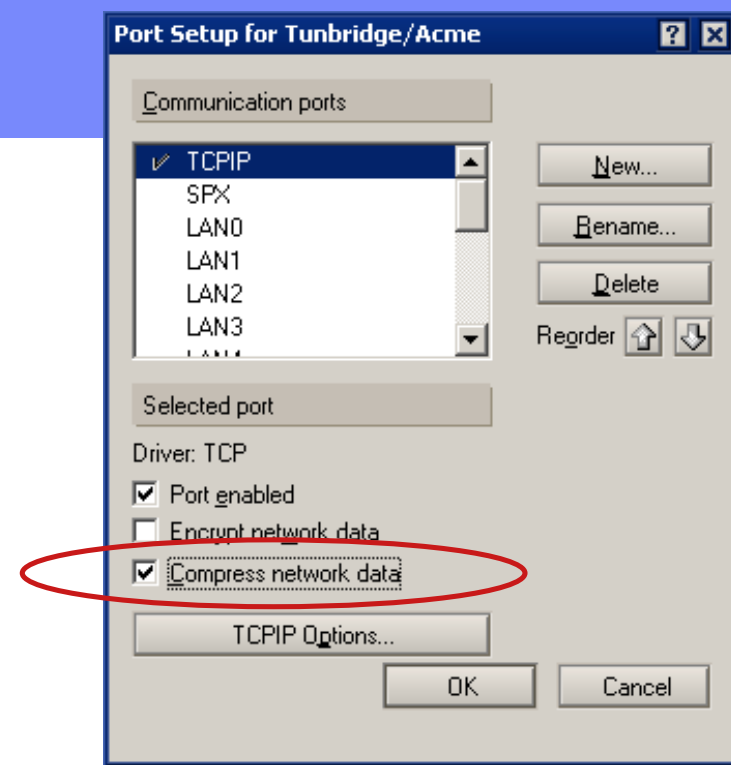 Port Setup for Tunbridge/Acme
Communication ports
TCPIP
SPX
LAN0
LAN1
LAN2
LAN3
New...
Rename...
Delete
Reorder
Selected port
Driver: TCP
Port enabled
Encrypt network data
Compress network data
TCPIP Options...
OK Cancel